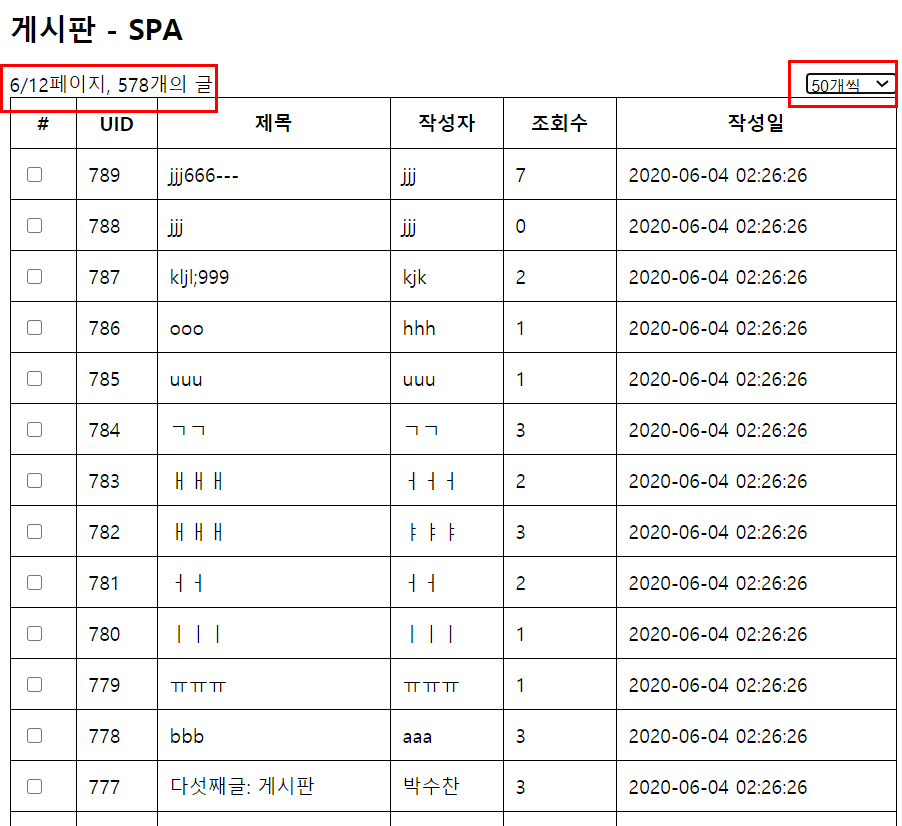 게시판 - SPA
6/12페이지, 578개의 글
50개씩
# UID 제목 작성자 조회수 작성일
789 jjj666--- jjj 7 2020-06-04 02:26:26
788 jjj jjj 0 2020-06-04 02:26:26
787 kljl;999 kjk 2 2020-06-04 02:26:26
786 ooo hhh 1 2020-06-04 02:26:26
785 uuu uuu 1 2020-06-04 02:26:26
784 ㄱㄱ ㄱㄱ 3 2020-06-04 02:26:26
783 ㅐㅐㅐ ㅓㅓㅓ 2 2020-06-04 02:26:26
782 ㅐㅐㅐ ㅑㅑㅑ 3 2020-06-04 02:26:26
781 ㅓㅓ ㅓㅓ 2 2020-06-04 02:26:26
780 ㅣㅣㅣ ㅣㅣㅣ 1 2020-06-04 02:26:26
779 ㅠㅠㅠ ㅠㅠㅠ 1 2020-06-04 02:26:26
778 bbb aaa 3 2020-06-04 02:26:26
777 다섯째글: 게시판 박수찬 3 2020-06-04 02:26:26